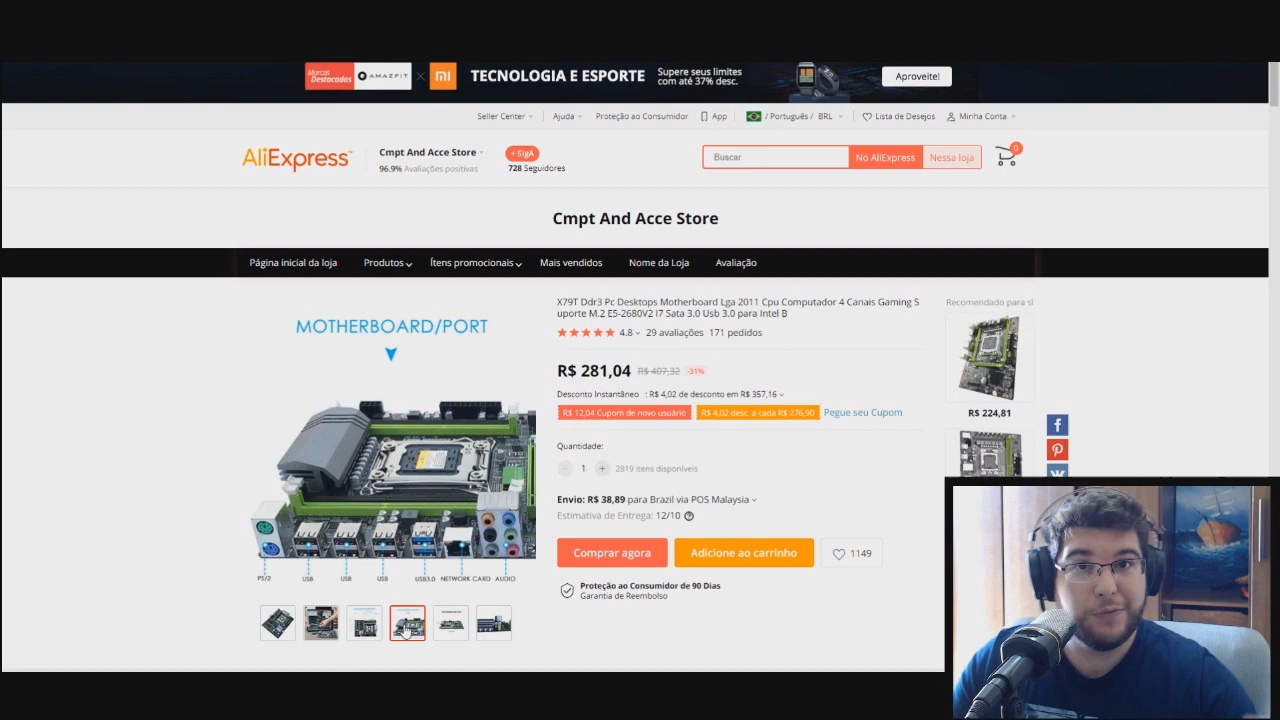 Marcas
Destacadas
AMAZFIT
TECNOLOGIA E ESPORTE
Supere seus limites
com até 37% desc.
Aproveite!
Seller Center
Ajuda
Proteção ao Consumidor
App
/ Português / BRL
Lista de Desejos
Minha Conta
AliExpress
Cmpt And Acce Store
96.9% Avaliações positivas
+ SigA
728 Seguidores
Buscar
No AliExpress
Nessa loja
0
Cmpt And Acce Store
Página inicial da loja
Produtos
Ítens promocionais
Mais vendidos
Nome da Loja
Avaliação
MOTHERBOARD/PORT
PS/2
USB
USB
USB
USB3.0
NETWORK CARD
AUDIO
X79T Ddr3 Pc Desktops Motherboard Lga 2011 Cpu Computador 4 Canais Gaming S
uporte M.2 E5-2680V2 I7 Sata 3.0 Usb 3.0 para Intel B
4.8
29 avaliações
171 pedidos
R$ 281,04
R$ 407,32
-31%
Desconto Instantâneo : R$ 4,02 de desconto em R$ 357,16
R$ 12,04 Cupom de novo usuário
R$ 4,02 desc. a cada R$ 276,90
Pegue seu Cupom
Quantidade:
1
2819 itens disponíveis
Envio: R$ 38,89 para Brazil via POS Malaysia
Estimativa de Entrega: 12/10
Comprar agora
Adicione ao carrinho
1149
Proteção ao Consumidor de 90 Dias
Garantia de Reembolso
Recomendado para si
R$ 224,81